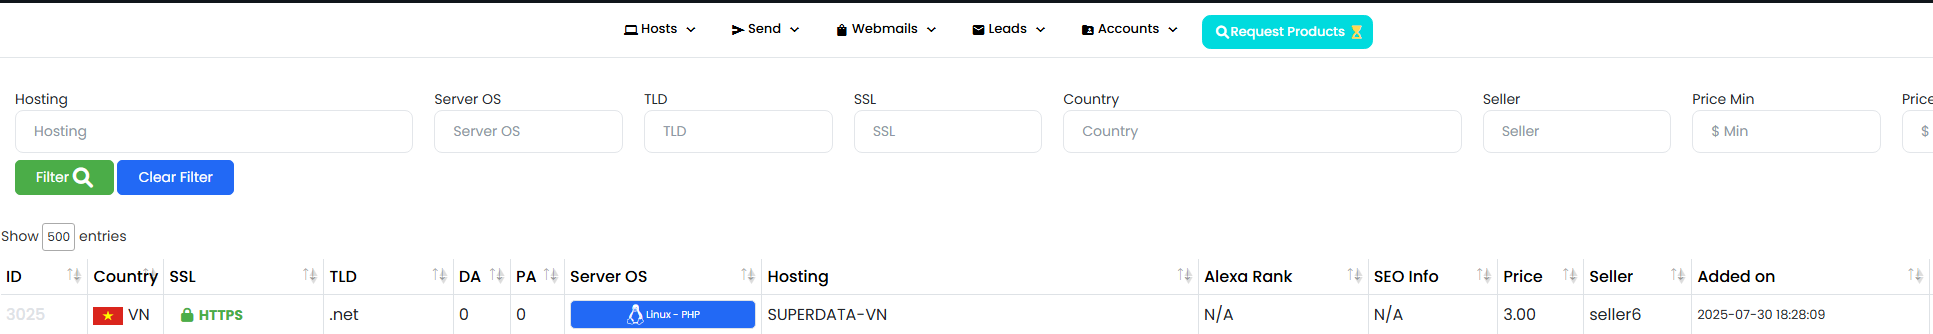 Hosts Send Webmails Leads Accounts Request Products
Hosting Server OS TLD SSL Country Seller Price Min Price
Hosting Server OS TLD SSL Country Seller $ Min $
Filter Clear Filter
Show 500 entries
ID Country SSL TLD DA PA Server OS Hosting Alexa Rank SEO Info Price Seller Added on
3025 VN HTTPS .net 0 0 Linux - PHP SUPERDATA-VN N/A N/A 3.00 seller6 2025-07-30 18:28:09